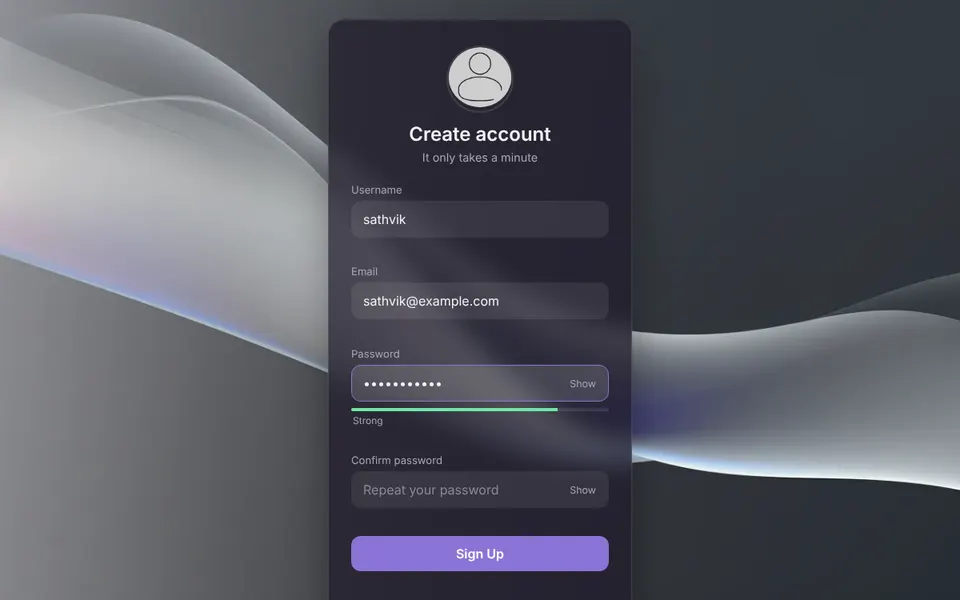 Create account
It only takes a minute
Username
sathvik
Email
sathvik@example.com
Password
••••••••••• Show
Strong
Confirm password
Repeat your password Show
Sign Up